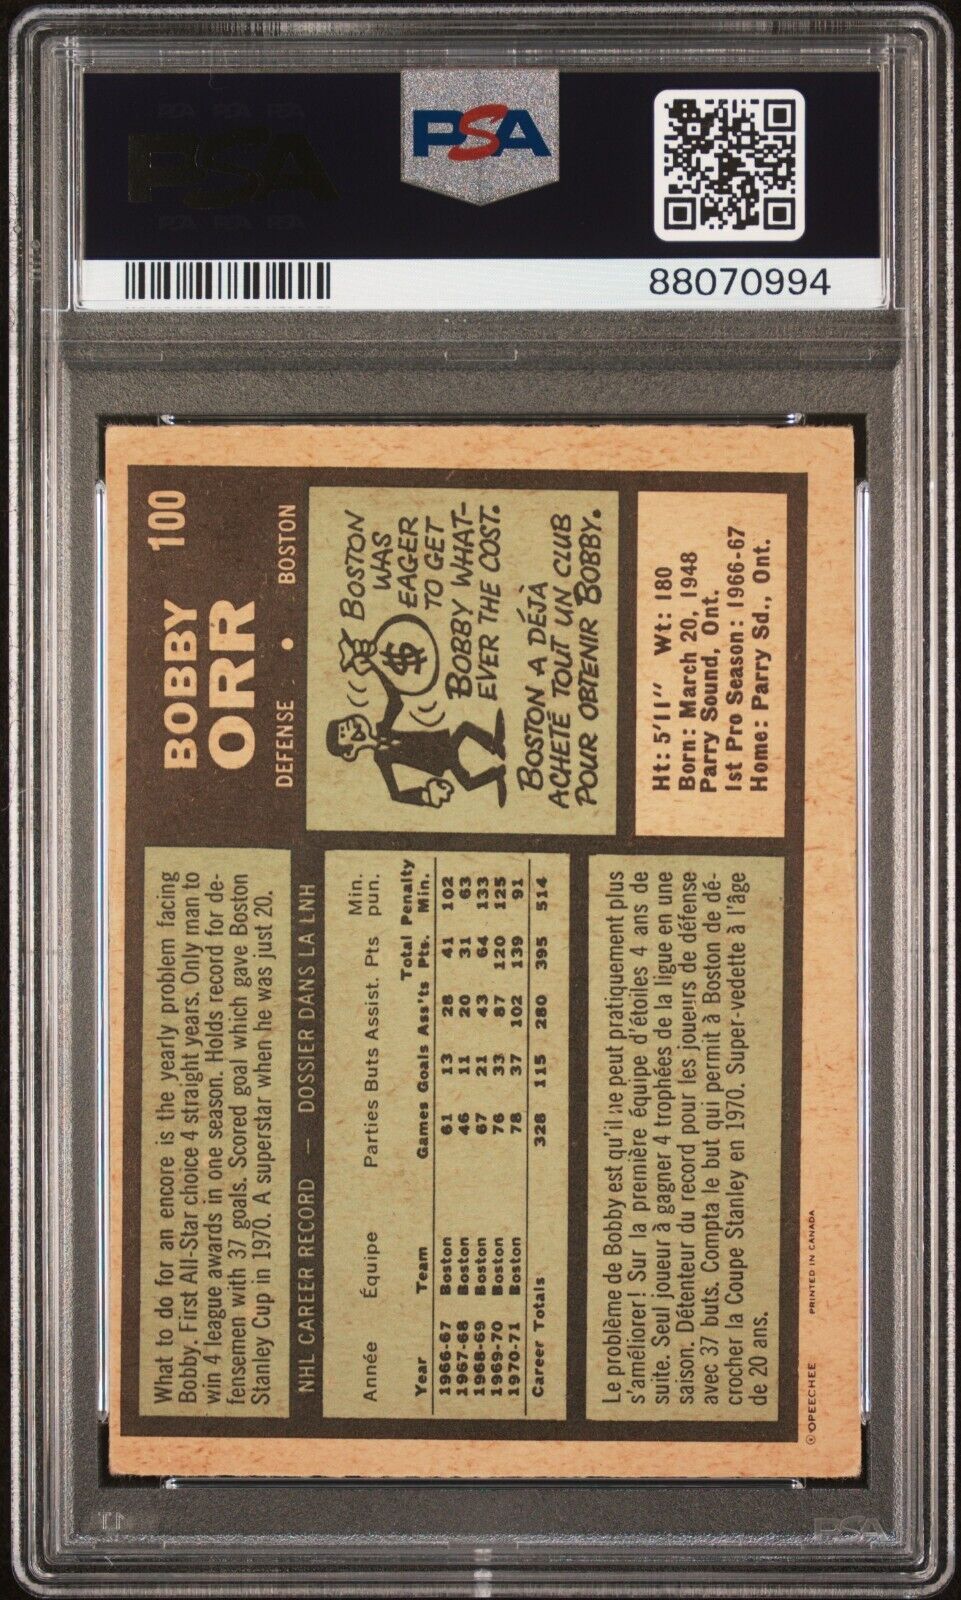 PSA PSA PSA
PSA
PSA PSA PSA
PSA
88070994
BOBBY
ORR
100
DEFENSE • BOSTON
What to do for an encore is the yearly problem facing
Bobby. First All-Star choice 4 straight years. Only man to
win 4 league awards in one season. Holds record for de-
fensemen with 37 goals. Scored goal which gave Boston
Stanley Cup in 1970. A superstar when he was just 20.
NHL CAREER RECORD — DOSSIER DANS LA LNH
Année Équipe Parties Buts Assist. Pts Min. pun.
Year Team Games Goals Ass'ts Total Pts. Penalty Min.
1966-67 Boston 61 13 28 41 102
1967-68 Boston 46 11 20 31 63
1968-69 Boston 67 21 43 64 133
1969-70 Boston 76 33 87 120 125
1970-71 Boston 78 37 102 139 91
Career Totals 328 115 280 395 514
Le problème de Bobby est qu'il ne peut pratiquement plus
s'améliorer! Sur la première équipe d'étoiles 4 ans de
suite. Seul joueur à gagner 4 trophées de la ligue en une
saison. Détenteur du record pour les joueurs de défense
avec 37 buts. Compta le but qui permit à Boston de dé-
crocher la Coupe Stanley en 1970. Super-vedette à l'âge
de 20 ans.
$
BOSTON
WAS
EAGER
TO GET
BOBBY WHAT-
EVER THE COST.
BOSTON A DÉJÀ
ACHETÉ TOUT UN CLUB
POUR OBTENIR BOBBY.
Ht: 5'11" Wt: 180
Born: March 20, 1948
Parry Sound, Ont.
1st Pro Season: 1966-67
Home: Parry Sd., Ont.
© OPEECHEE PRINTED IN CANADA
PSA